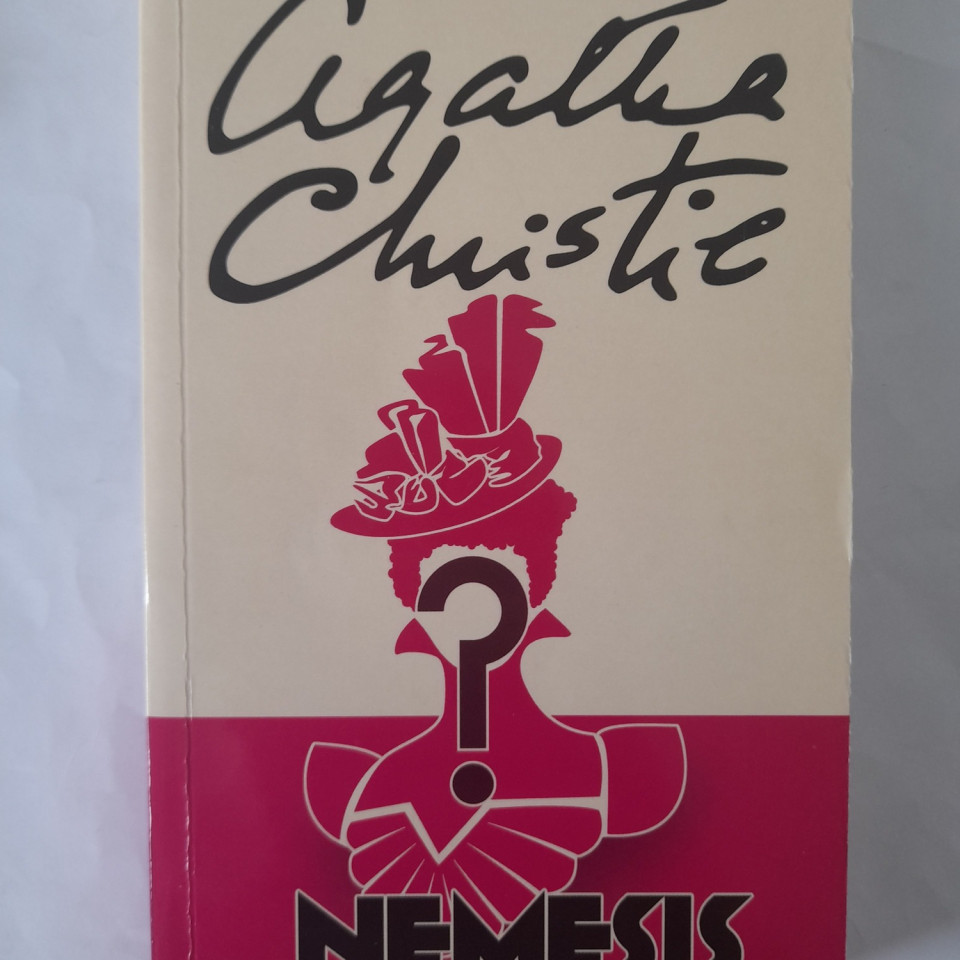 Agatha
Christie
?
NEMESIS